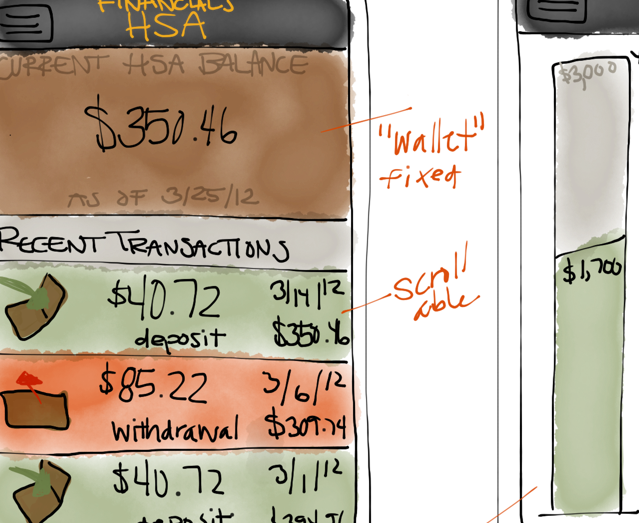 FINANCIALS
HSA
CURRENT HSA BALANCE
$350.46
AS OF 3/25/12
"wallet"
fixed
RECENT TRANSACTIONS
$40.72 3/14/12
deposit $350.46
scroll
able
$85.22 3/6/12
withdrawal $309.74
$40.72 3/1/12
deposit
$3,000
$1,700